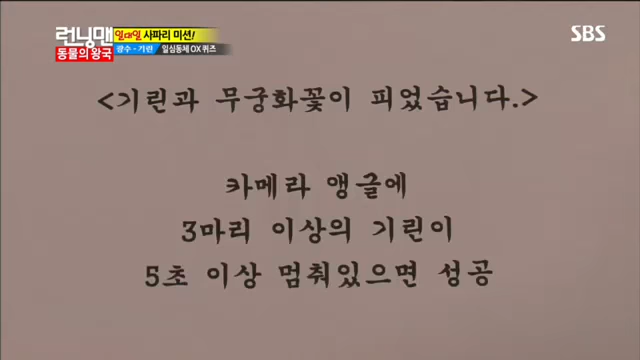 런닝맨
동물의 왕국
일대일 사파리 미션!
광수-기린 일심동체 OX 퀴즈
SBS
<기린과 무궁화꽃이 피었습니다.>
카메라 앵글에
3마리 이상의 기린이
5초 이상 멈춰있으면 성공